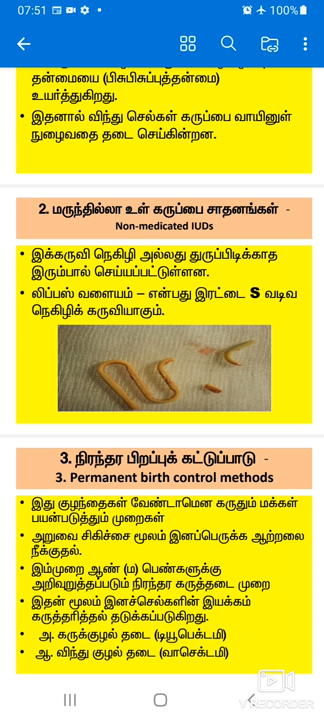 07:51
100%
தன்மையை (பிசுபிசுப்புத்தன்மை)
உயர்த்துகிறது.
• இதனால் விந்து செல்கள் கருப்பை வாயினுள்
நுழைவதை தடை செய்கின்றன.
2. மருந்தில்லா உள் கருப்பை சாதனங்கள் -
Non-medicated IUDs
• இக்கருவி நெகிழி அல்லது துருப்பிடிக்காத
இரும்பால் செய்யப்பட்டுள்ளன.
• லிப்பஸ் வளையம் – என்பது இரட்டை S வடிவ
நெகிழிக் கருவியாகும்.
3. நிரந்தர பிறப்புக் கட்டுப்பாடு -
3. Permanent birth control methods
• இது குழந்தைகள் வேண்டாமென கருதும் மக்கள்
பயன்படுத்தும் முறைகள்
• அறுவை சிகிச்சை மூலம் இனப்பெருக்க ஆற்றலை
நீக்குதல்.
• இம்முறை ஆண் (ம) பெண்களுக்கு
அறிவுறுத்தப்படும் நிரந்தர கருத்தடை முறை
• இதன் மூலம் இனச்செல்களின் இயக்கம்
கருத்தரித்தல் தடுக்கப்படுகிறது.
• அ. கருக்குழல் தடை (டியூபெக்டமி)
• ஆ. விந்து குழல் தடை (வாசெக்டமி)
V RECORDER